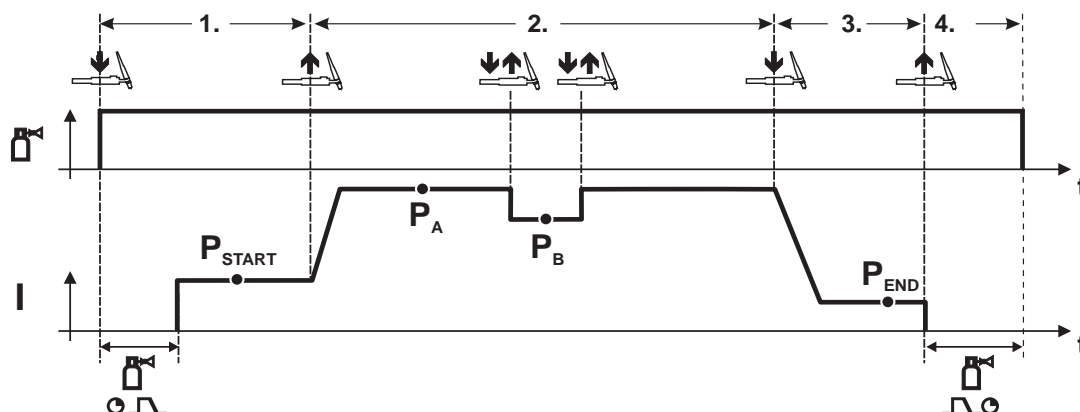 1. 2. 3. 4.
t
P_A
P_B
P_START
P_END
I
t